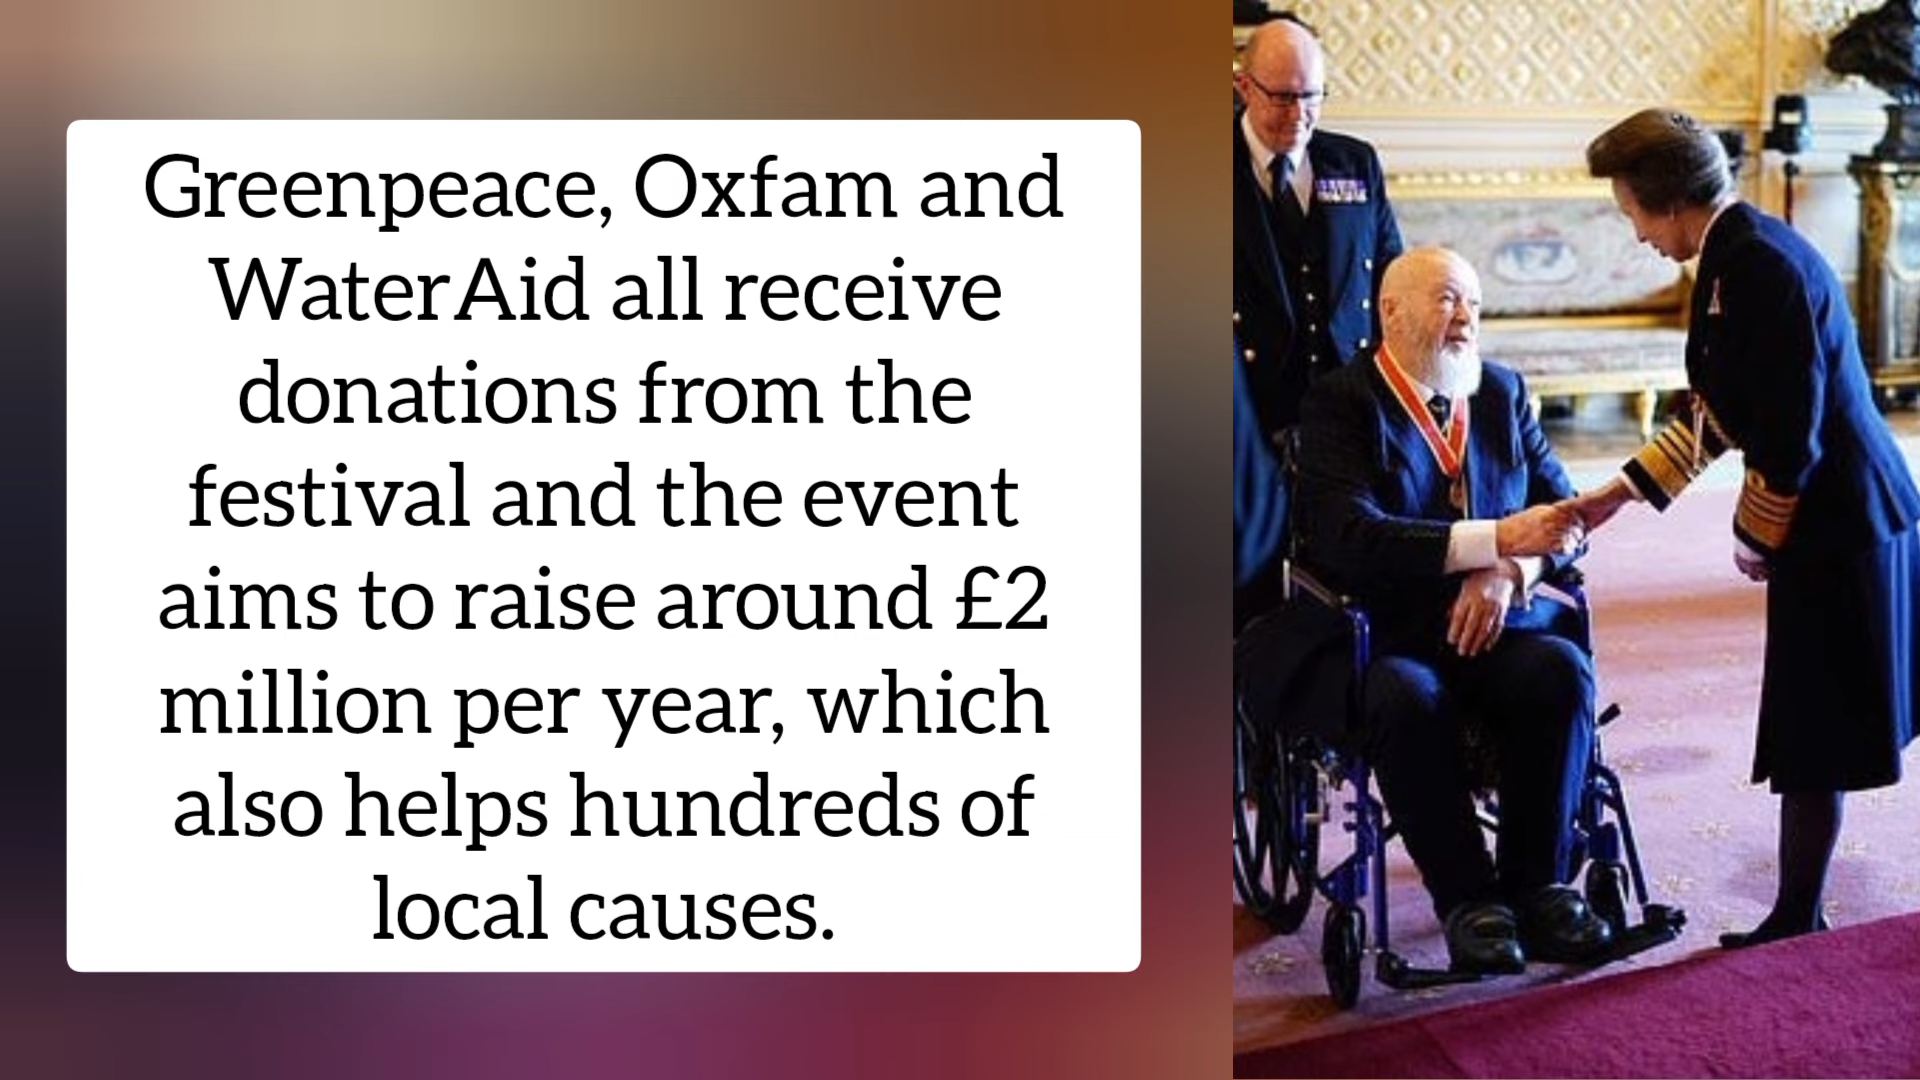 Greenpeace, Oxfam and
WaterAid all receive
donations from the
festival and the event
aims to raise around £2
million per year, which
also helps hundreds of
local causes.